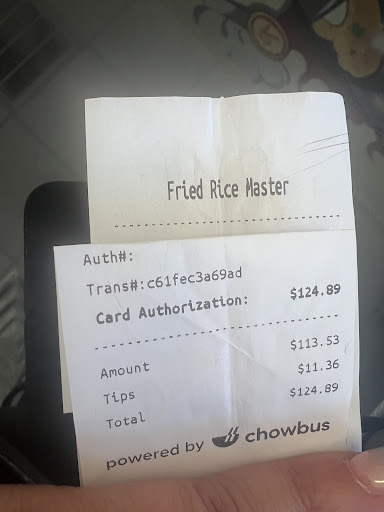 Fried Rice Master
Auth#:
Trans#:c61fec3a69ad
Card Authorization: $124.89
Amount $113.53
Tips $11.36
Total $124.89
powered by chowbus